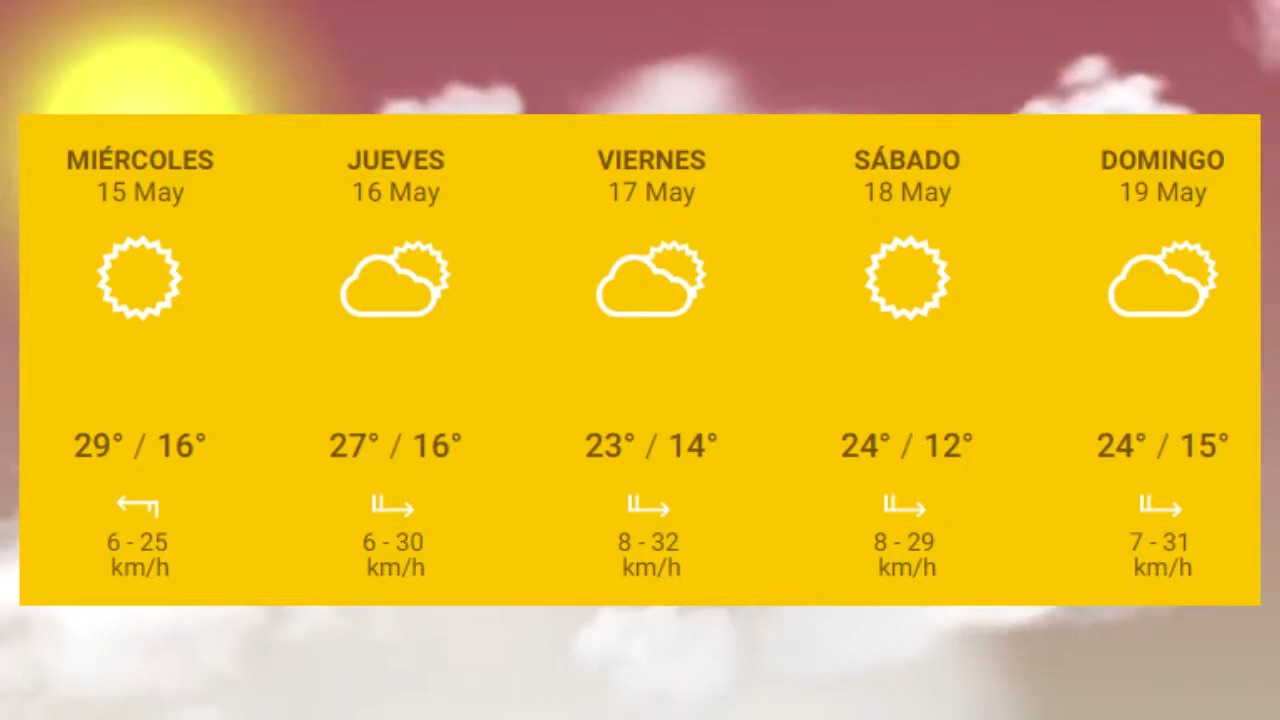 MIÉRCOLES
15 May
29° / 16°
6 - 25
km/h
JUEVES
16 May
27° / 16°
6 - 30
km/h
VIERNES
17 May
23° / 14°
8 - 32
km/h
SÁBADO
18 May
24° / 12°
8 - 29
km/h
DOMINGO
19 May
24° / 15°
7 - 31
km/h